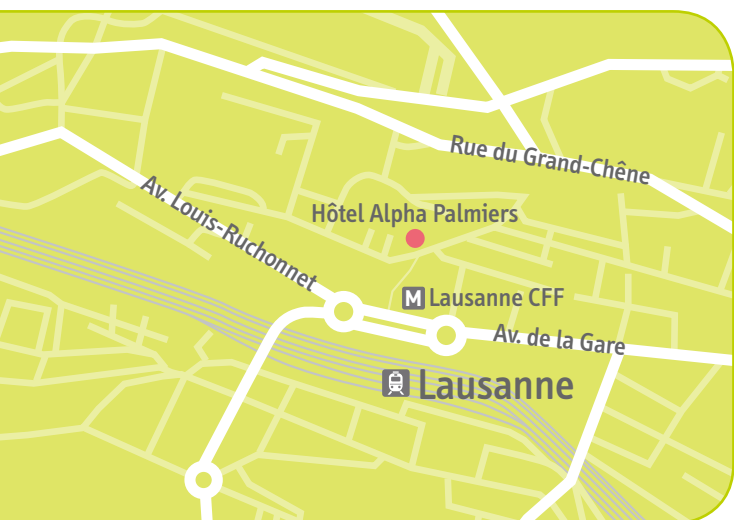 Rue du Grand-Chêne
Av. Louis-Ruchonnet
Hôtel Alpha Palmiers
M Lausanne CFF
Av. de la Gare
Lausanne